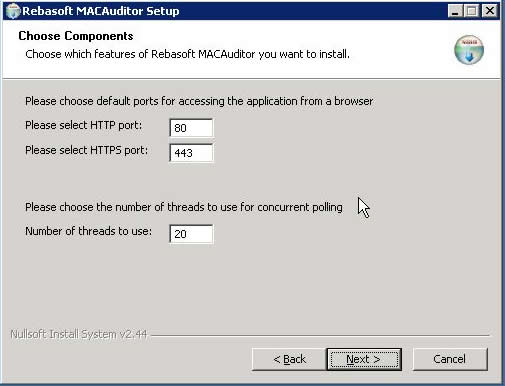 Rebasoft MACAuditor Setup
Choose Components
Choose which features of Rebasoft MACAuditor you want to install.
Please choose default ports for accessing the application from a browser
Please select HTTP port: 80
Please select HTTPS port: 443
Please choose the number of threads to use for concurrent polling
Number of threads to use: 20
Nullsoft Install System v2.44
< Back Next > Cancel